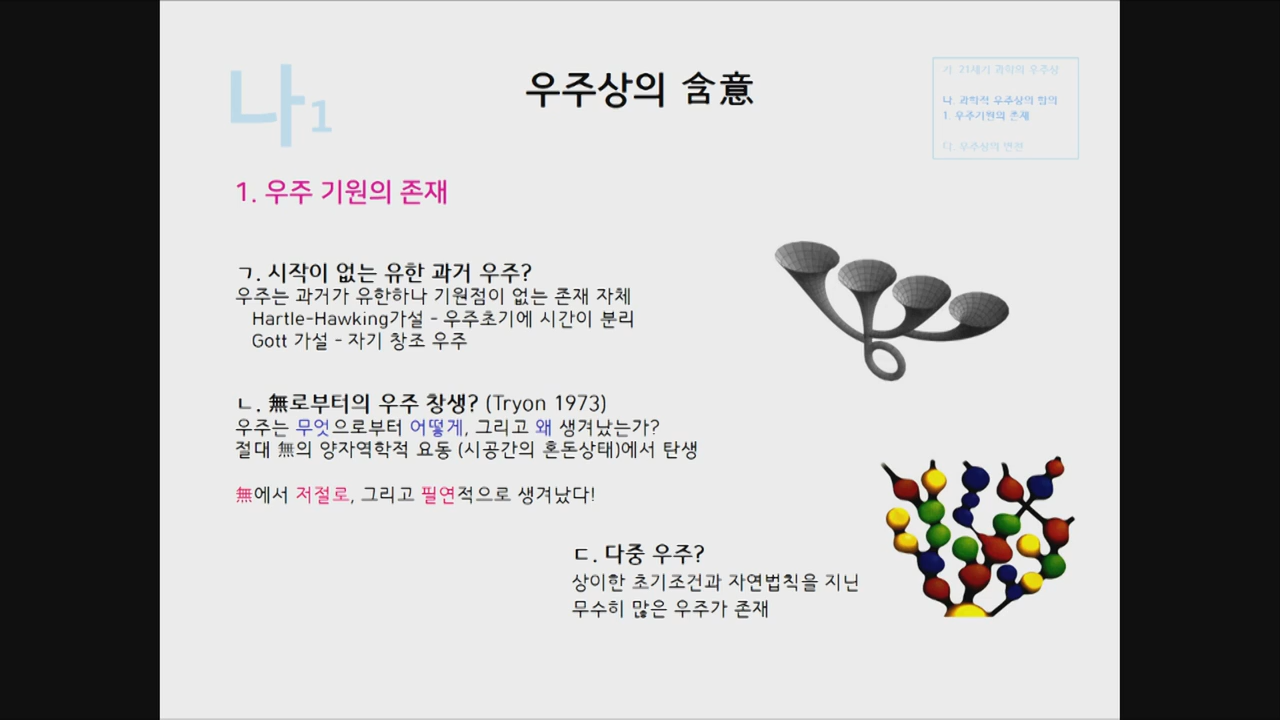 나1
우주상의 含意
가. 21세기 과학의 우주상
나. 과학적 우주상의 함의
1. 우주기원의 존재
다. 우주상의 변천
1. 우주 기원의 존재
ㄱ. 시작이 없는 유한 과거 우주?
우주는 과거가 유한하나 기원점이 없는 존재 자체
Hartle-Hawking가설 - 우주초기에 시간이 분리
Gott 가설 - 자기 창조 우주
ㄴ. 無로부터의 우주 창생? (Tryon 1973)
우주는 무엇으로부터 어떻게, 그리고 왜 생겨났는가?
절대 無의 양자역학적 요동 (시공간의 혼돈상태)에서 탄생
無에서 저절로, 그리고 필연적으로 생겨났다!
ㄷ. 다중 우주?
상이한 초기조건과 자연법칙을 지닌
무수히 많은 우주가 존재